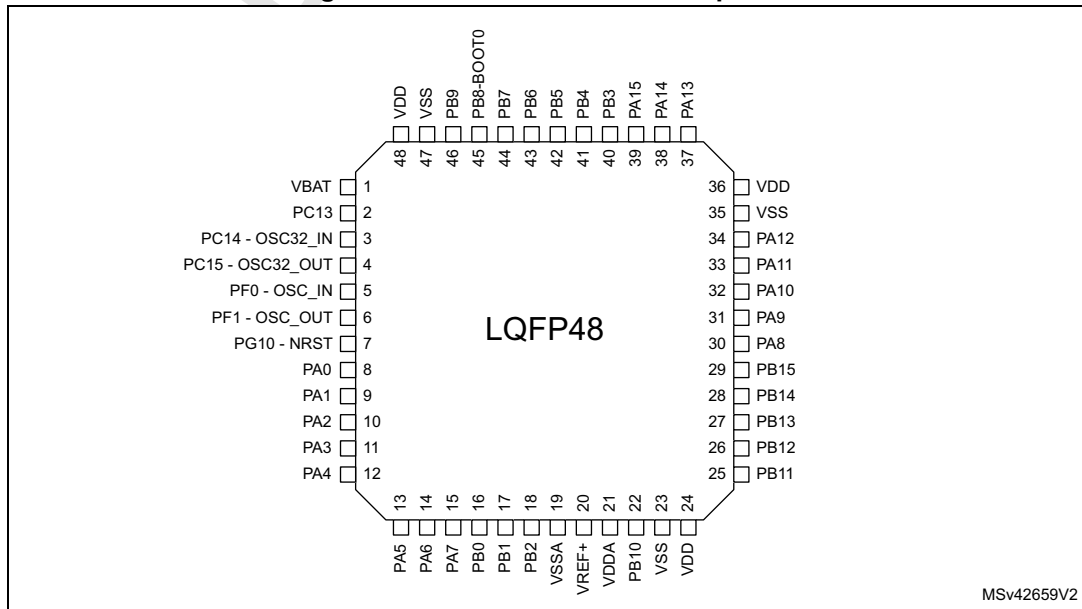 VDD
VSS
PB9
PB8-BOOT0
PB7
PB6
PB5
PB4
PB3
PA15
PA14
PA13
48
47
46
45
44
43
42
41
40
39
38
37
VBAT 1
PC13 2
PC14 - OSC32_IN 3
PC15 - OSC32_OUT 4
PF0 - OSC_IN 5
PF1 - OSC_OUT 6
PG10 - NRST 7
PA0 8
PA1 9
PA2 10
PA3 11
PA4 12
LQFP48
36 VDD
35 VSS
34 PA12
33 PA11
32 PA10
31 PA9
30 PA8
29 PB15
28 PB14
27 PB13
26 PB12
25 PB11
13
14
15
16
17
18
19
20
21
22
23
24
PA5
PA6
PA7
PB0
PB1
PB2
VSSA
VREF+
VDDA
PB10
VSS
VDD
MSv42659V2